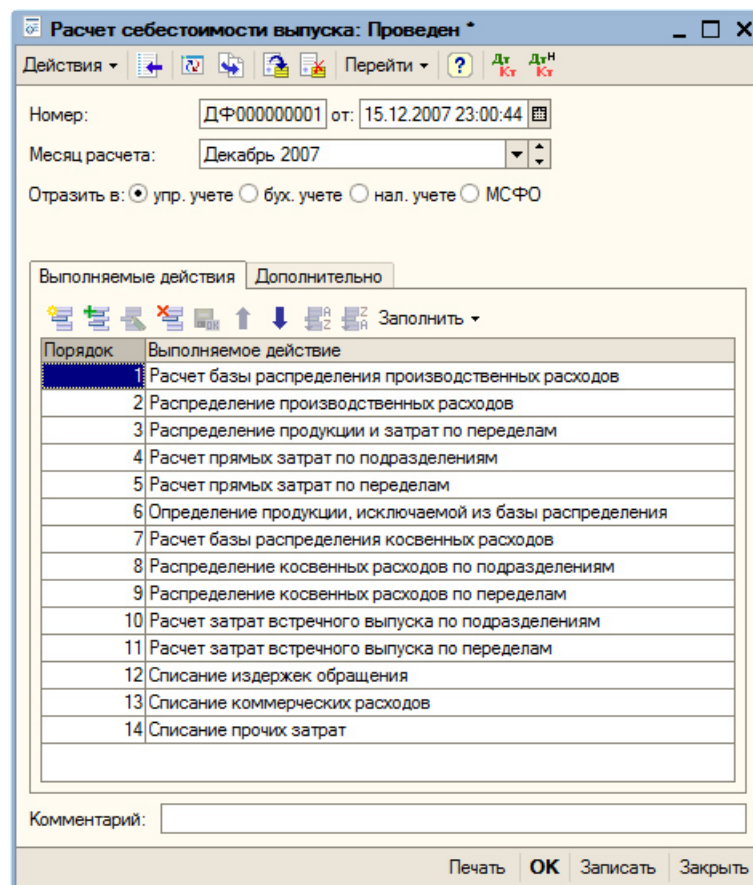 Расчет себестоимости выпуска: Проведен *
Действия Перейти ? Дт Кт ДтН Кт
Номер: ДФ000000001 от: 15.12.2007 23:00:44
Месяц расчета: Декабрь 2007
Отразить в: упр. учете бух. учете нал. учете МСФО
Выполняемые действия Дополнительно
Заполнить
Порядок Выполняемое действие
1 Расчет базы распределения производственных расходов
2 Распределение производственных расходов
3 Распределение продукции и затрат по переделам
4 Расчет прямых затрат по подразделениям
5 Расчет прямых затрат по переделам
6 Определение продукции, исключаемой из базы распределения
7 Расчет базы распределения косвенных расходов
8 Распределение косвенных расходов по подразделениям
9 Распределение косвенных расходов по переделам
10 Расчет затрат встречного выпуска по подразделениям
11 Расчет затрат встречного выпуска по переделам
12 Списание издержек обращения
13 Списание коммерческих расходов
14 Списание прочих затрат
Комментарий:
Печать OK Записать Закрыть